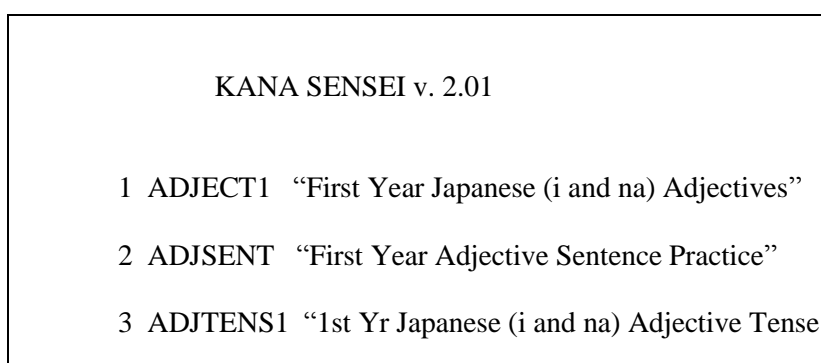 KANA SENSEI v. 2.01
1 ADJECT1 “First Year Japanese (i and na) Adjectives”
2 ADJSENT “First Year Adjective Sentence Practice”
3 ADJTENS1 “1st Yr Japanese (i and na) Adjective Tense